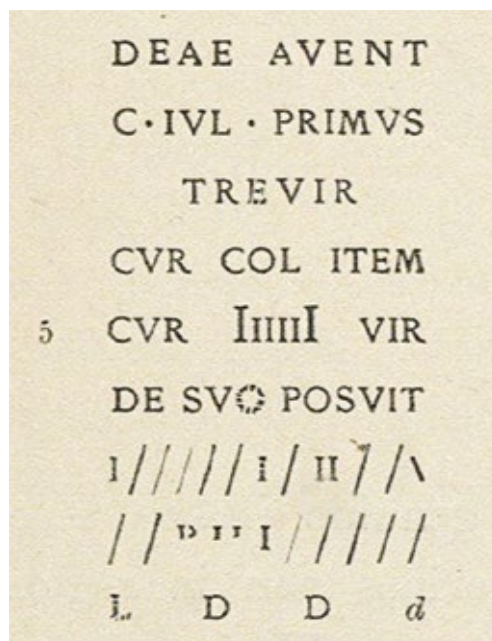 DEAE AVENT
C·IVL · PRIMVS
TREVIR
CVR COL ITEM
5 CVR IIIIII VIR
DE SVO POSVIT
L D D d